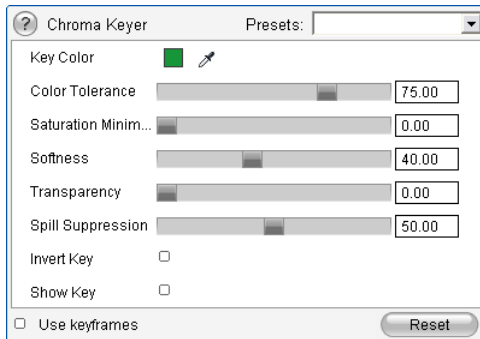 ? Chroma Keyer Presets:
Key Color
Color Tolerance 75.00
Saturation Minim... 0.00
Softness 40.00
Transparency 0.00
Spill Suppression 50.00
Invert Key
Show Key
Use keyframes Reset